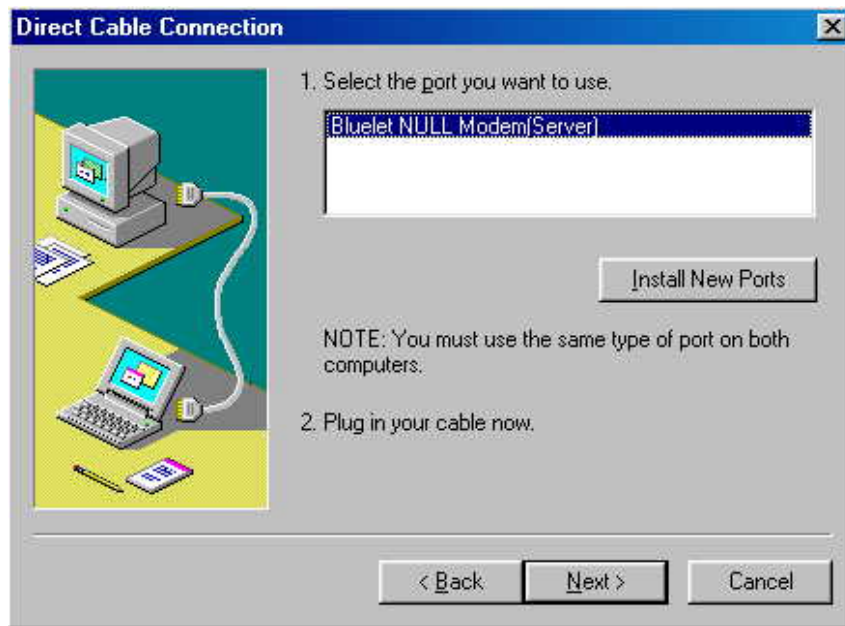 Direct Cable Connection
1. Select the port you want to use.
Bluelet NULL Modem(Server)
Install New Ports
NOTE: You must use the same type of port on both
computers.
2. Plug in your cable now.
< Back
Next >
Cancel